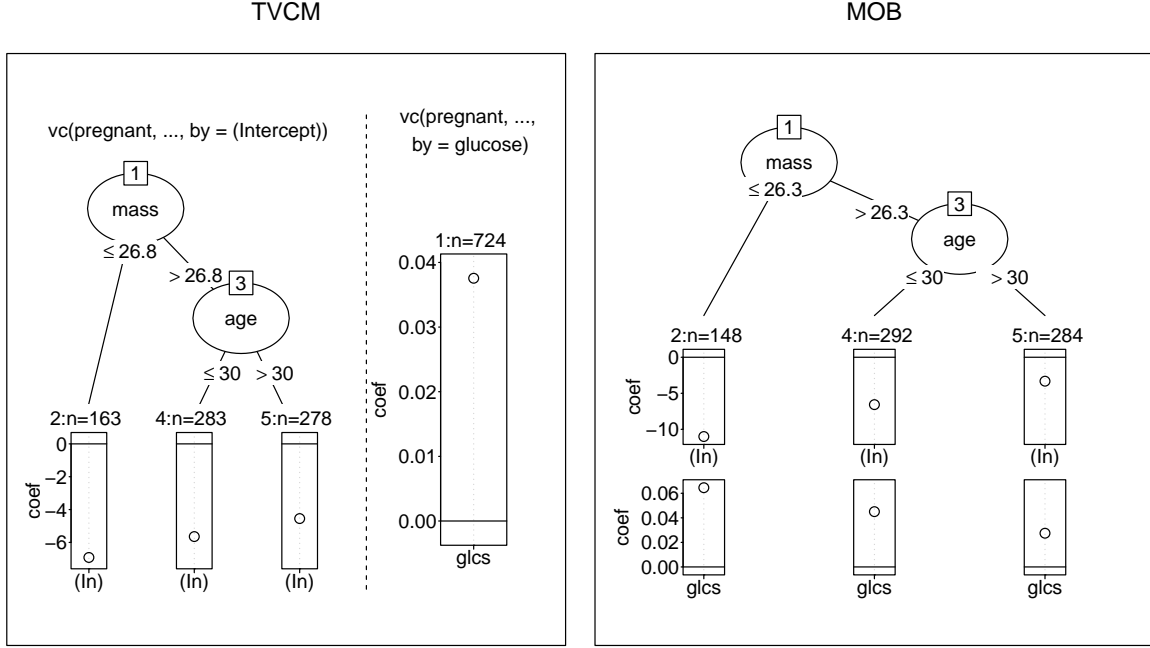 TVCM
vc(pregnant, ..., by = (Intercept))
1
mass
≤ 26.8
> 26.8
3
age
≤ 30
> 30
2:n=163
4:n=283
5:n=278
0
−2
−4
−6
coef
(In)
(In)
(In)
vc(pregnant, ...,
by = glucose)
1:n=724
0.04
0.03
0.02
0.01
0.00
coef
glcs
MOB
1
mass
≤ 26.3
> 26.3
3
age
≤ 30
> 30
2:n=148
4:n=292
5:n=284
0
−5
−10
coef
(In)
(In)
(In)
0.06
0.04
0.02
0.00
coef
glcs
glcs
glcs